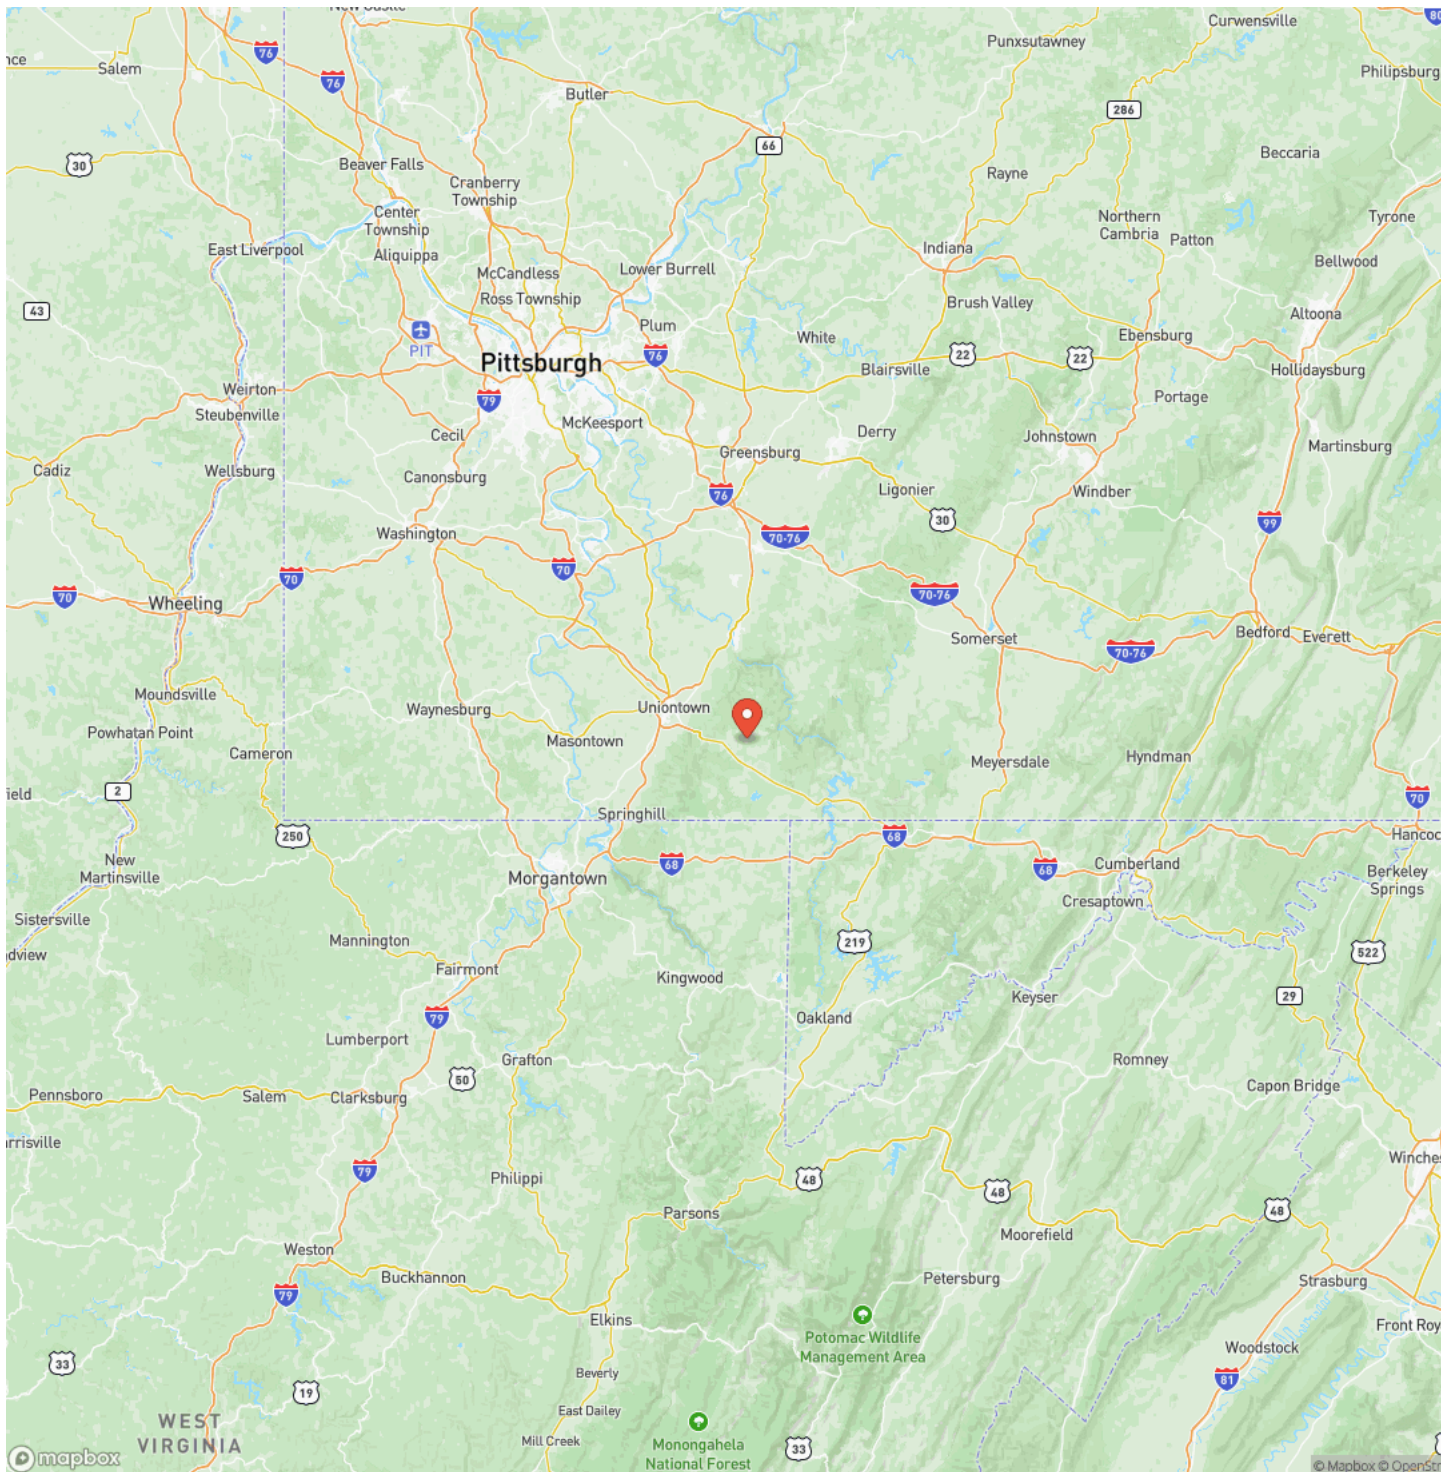 New Castle
Curwensville
80
76
Punxsutawney
nce
Salem
76
Philipsburg
Butler
286
66
30
Beaver Falls
Beccaria
Cranberry
Township
Rayne
Center
Township
Northern
Cambria
Tyrone
East Liverpool
Aliquippa
Indiana
Patton
Bellwood
McCandless
Lower Burrell
Ross Township
Brush Valley
43
Altoona
Plum
White
Ebensburg
PIT
Pittsburgh
76
22
22
Blairsville
Hollidaysburg
Weirton
79
Portage
Steubenville
McKeesport
Cecil
Derry
Johnstown
Martinsburg
Greensburg
Cadiz
Wellsburg
Canonsburg
Ligonier
Windber
76
30
99
Washington
70-76
70
70
70
70-76
Wheeling
Somerset
Bedford
Everett
70-76
Moundsville
Waynesburg
Uniontown
Powhatan Point
Masontown
Cameron
Meyersdale
Hyndman
ield
2
70
Springhill
250
68
Hancoc
New
Martinsville
68
68
Cumberland
Morgantown
Berkeley
Springs
Cresaptown
Sistersville
Mannington
219
ndview
522
Fairmont
Kingwood
Keyser
29
79
Oakland
Lumberport
Grafton
Romney
50
Pennsboro
Salem
Clarksburg
Capon Bridge
arrisville
79
Winches
Philippi
48
48
Parsons
48
Moorefield
Weston
Buckhannon
Petersburg
Strasburg
79
Elkins
Potomac Wildlife
Management Area
Front Roy
Woodstock
33
Beverly
81
19
East Dailey
WEST
VIRGINIA
Mill Creek
Monongahela
National Forest
33
mapbox
© Mapbox © OpenStr